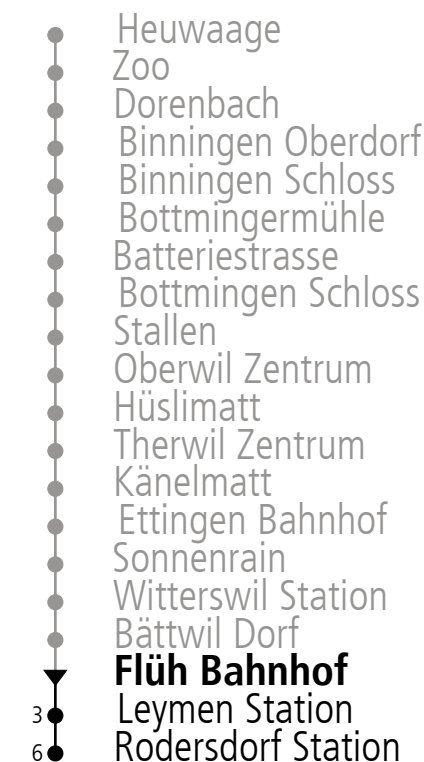 Heuwaage
Zoo
Dorenbach
Binningen Oberdorf
Binningen Schloss
Bottmingermühle
Batteriestrasse
Bottmingen Schloss
Stallen
Oberwil Zentrum
Hüslimatt
Therwil Zentrum
Känelmatt
Ettingen Bahnhof
Sonnenrain
Witterswil Station
Bättwil Dorf
Flüh Bahnhof
3 Leymen Station
6 Rodersdorf Station